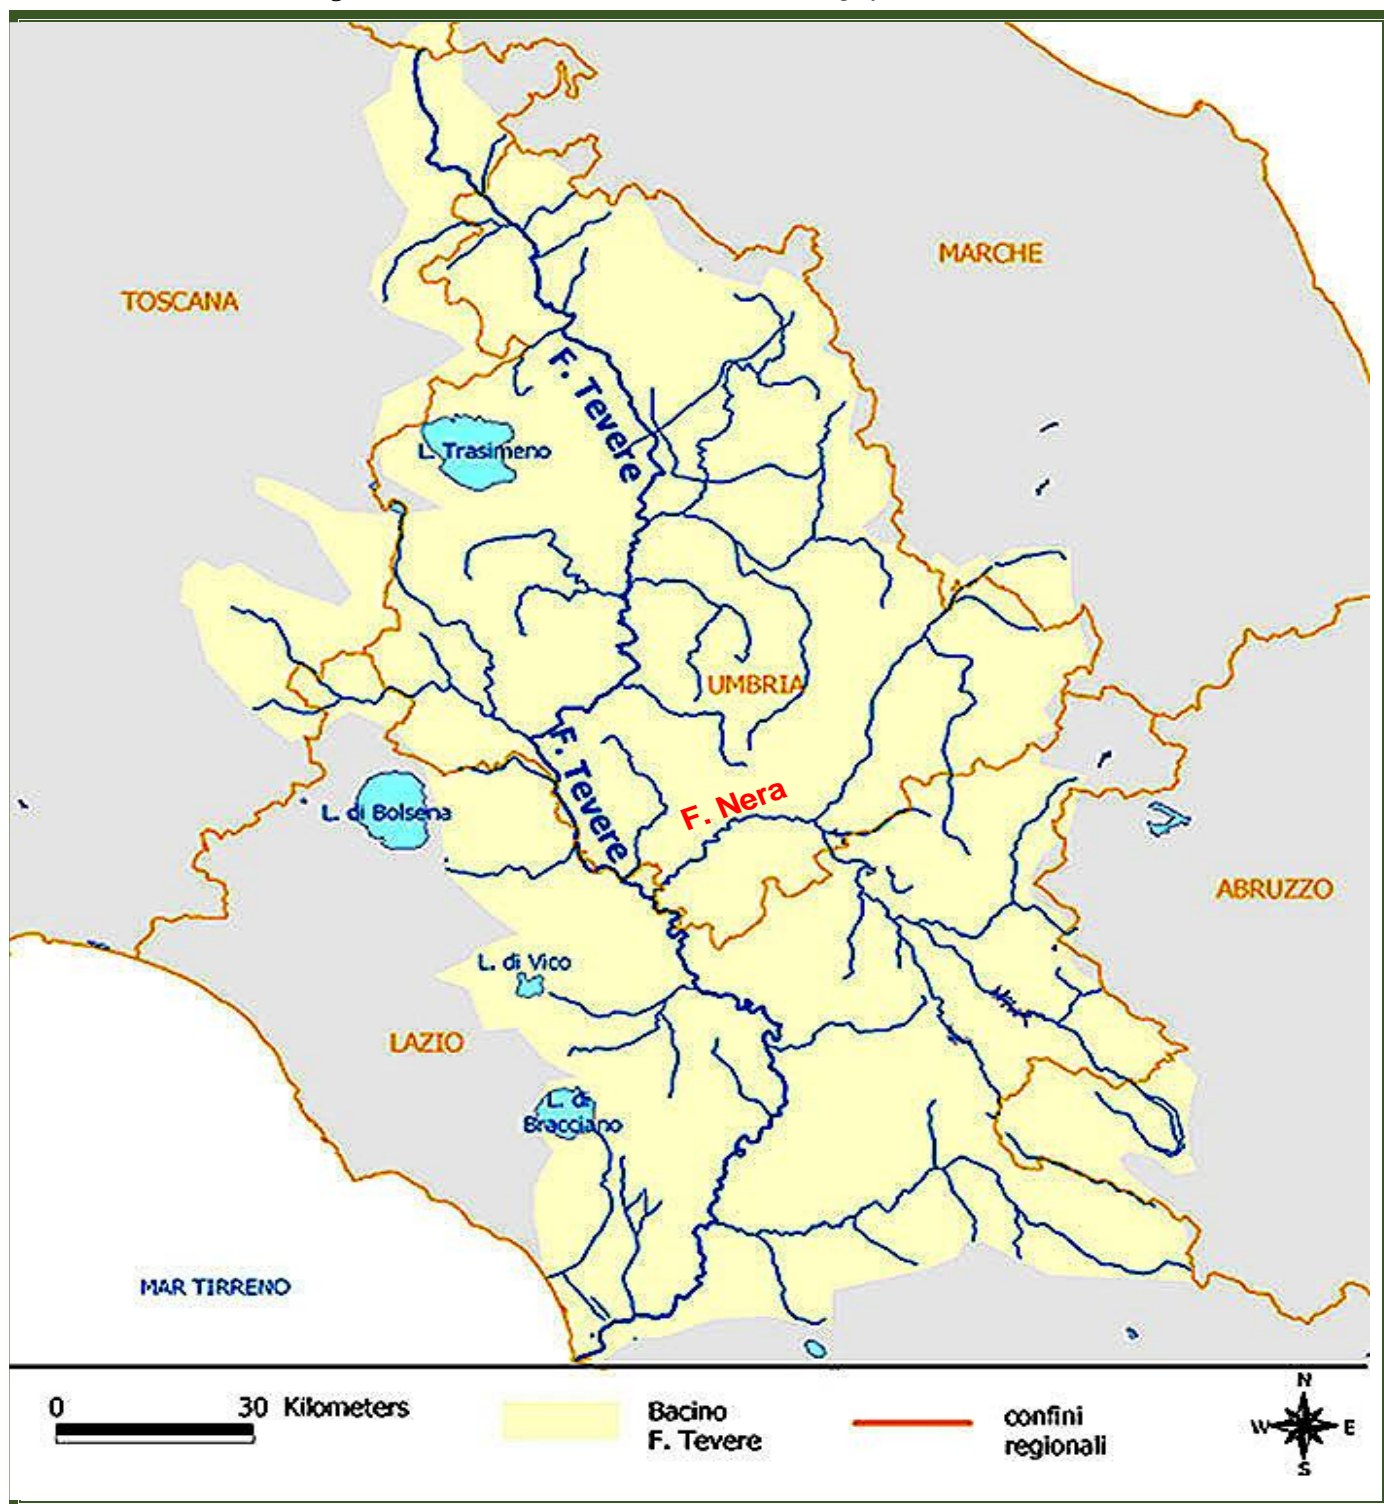 MARCHE
TOSCANA
F. Tevere
L. Trasimeno
UMBRIA
F. Tevere
F. Nera
L. di Bolsena
ABRUZZO
L. di Vico
LAZIO
L. di
Bracciano
MAR TIRRENO
0 30 Kilometers
Bacino
F. Tevere
confini
regionali
N
W E
S